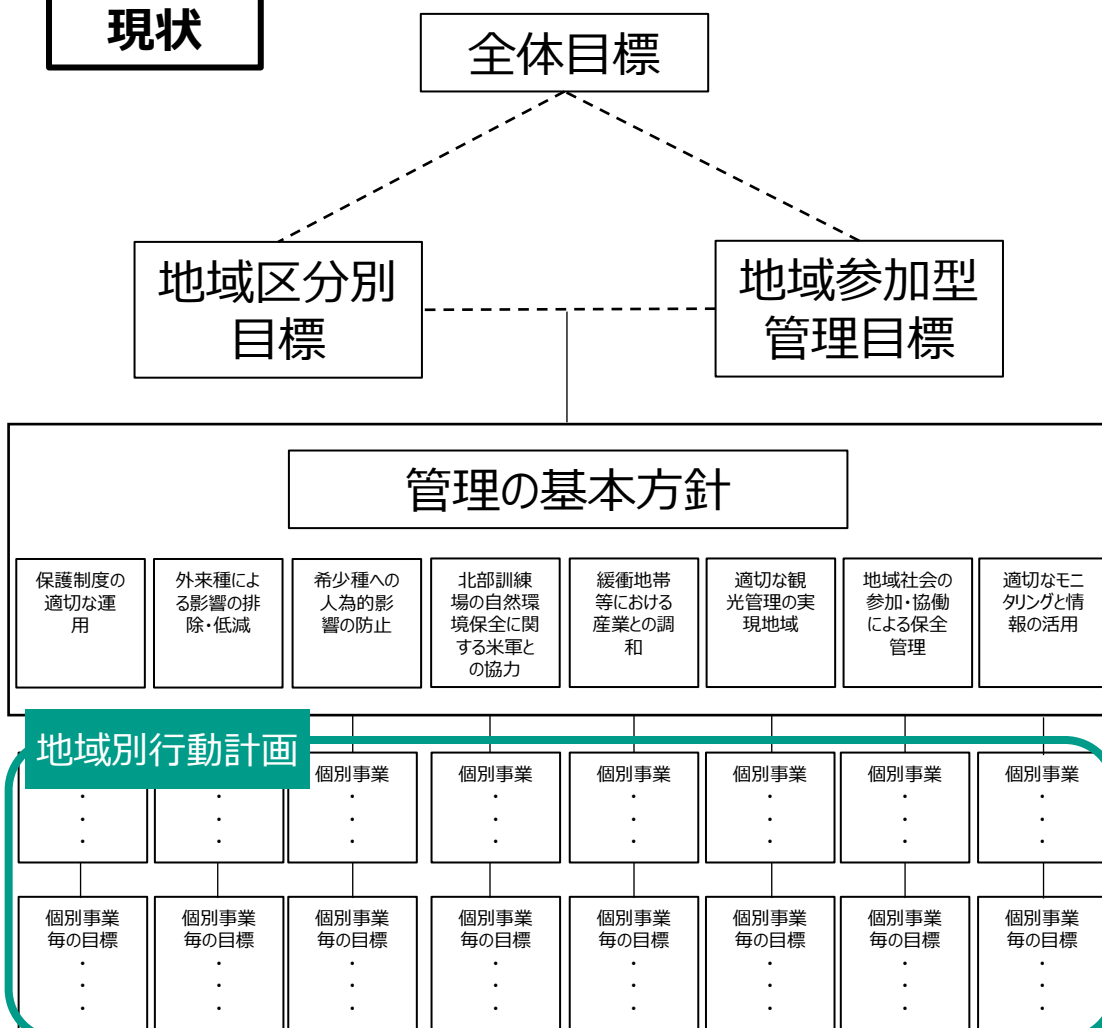 現状
全体目標
地域区分別
目標
地域参加型
管理目標
管理の基本方針
保護制度の
適切な運
用
外来種によ
る影響の排
除・低減
希少種への
人為的影
響の防止
北部訓練
場の自然環
境保全に関
する米軍と
の協力
緩衝地帯
等における
産業との調
和
適切な観
光管理の実
現地域
地域社会の
参加・協働
による保全
管理
適切なモニ
タリングと情
報の活用
地域別行動計画
個別事業
個別事業
個別事業
個別事業
個別事業
個別事業
個別事業
毎の目標
個別事業
毎の目標
個別事業
毎の目標
個別事業
毎の目標
個別事業
毎の目標
個別事業
毎の目標
個別事業
毎の目標
個別事業
毎の目標